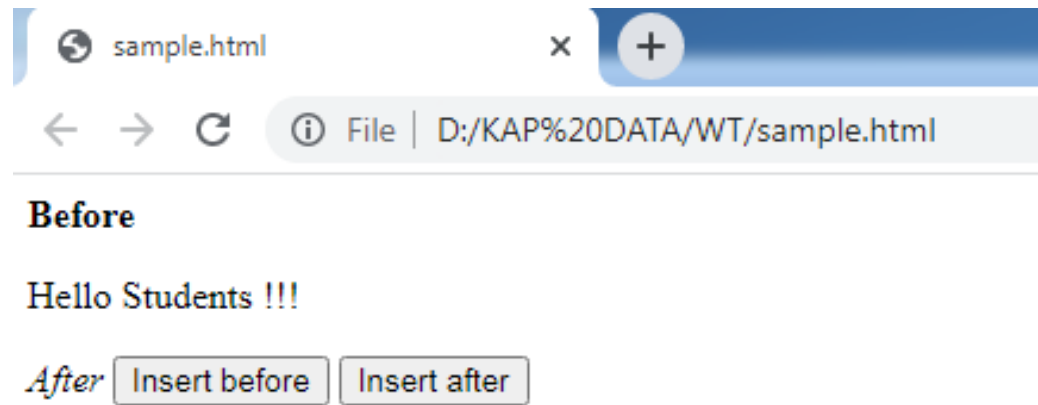 sample.html
File | D:/KAP%20DATA/WT/sample.html
Before
Hello Students !!!
After Insert before Insert after